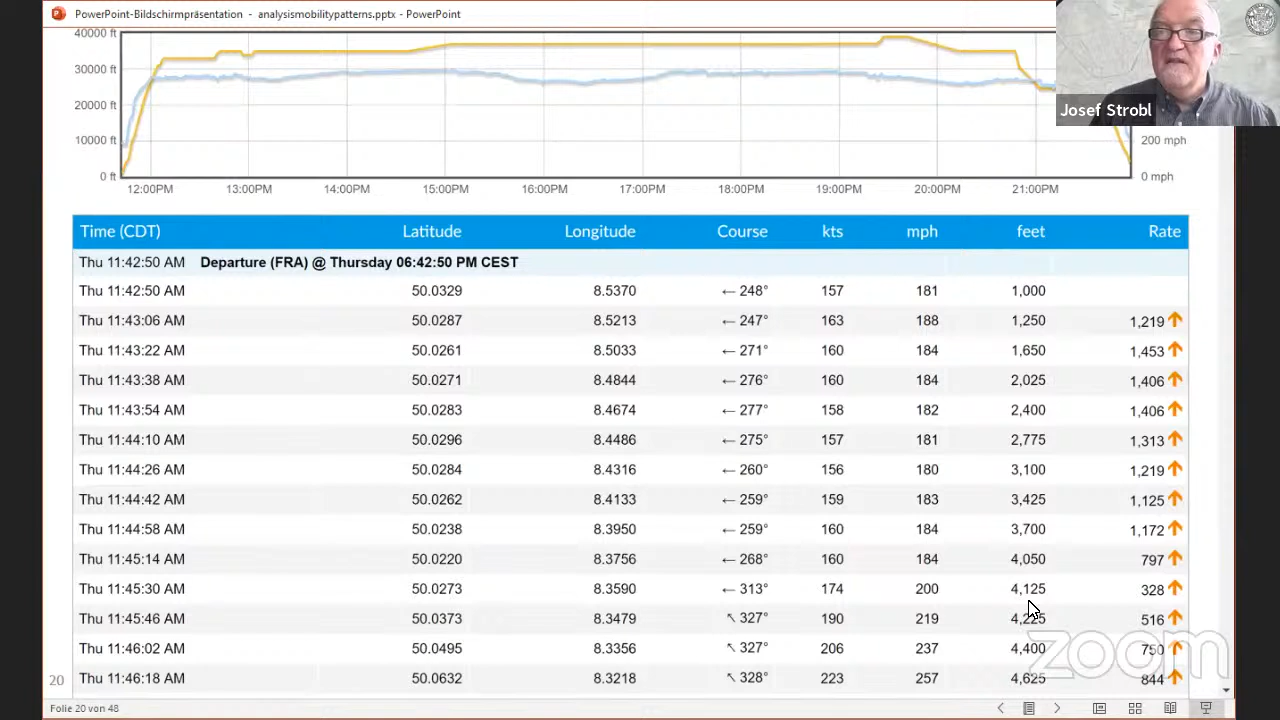 PowerPoint-Bildschirmpräsentation - analysismobilitypatterns.pptx - PowerPoint
40000 ft
30000 ft
20000 ft
10000 ft
0 ft
200 mph
0 mph
12:00PM 13:00PM 14:00PM 15:00PM 16:00PM 17:00PM 18:00PM 19:00PM 20:00PM 21:00PM
Josef Strobl
Time (CDT) Latitude Longitude Course kts mph feet Rate
Thu 11:42:50 AM Departure (FRA) @ Thursday 06:42:50 PM CEST
Thu 11:42:50 AM 50.0329 8.5370 ← 248° 157 181 1,000
Thu 11:43:06 AM 50.0287 8.5213 ← 247° 163 188 1,250 1,219 ↑
Thu 11:43:22 AM 50.0261 8.5033 ← 271° 160 184 1,650 1,453 ↑
Thu 11:43:38 AM 50.0271 8.4844 ← 276° 160 184 2,025 1,406 ↑
Thu 11:43:54 AM 50.0283 8.4674 ← 277° 158 182 2,400 1,406 ↑
Thu 11:44:10 AM 50.0296 8.4486 ← 275° 157 181 2,775 1,313 ↑
Thu 11:44:26 AM 50.0284 8.4316 ← 260° 156 180 3,100 1,219 ↑
Thu 11:44:42 AM 50.0262 8.4133 ← 259° 159 183 3,425 1,125 ↑
Thu 11:44:58 AM 50.0238 8.3950 ← 259° 160 184 3,700 1,172 ↑
Thu 11:45:14 AM 50.0220 8.3756 ← 268° 160 184 4,050 797 ↑
Thu 11:45:30 AM 50.0273 8.3590 ← 313° 174 200 4,125 328 ↑
Thu 11:45:46 AM 50.0373 8.3479 ↖ 327° 190 219 4,225 516 ↑
Thu 11:46:02 AM 50.0495 8.3356 ↖ 327° 206 237 4,400 750 ↑
Thu 11:46:18 AM 50.0632 8.3218 ↖ 328° 223 257 4,625 844 ↑
zoom
20
Folie 20 von 48